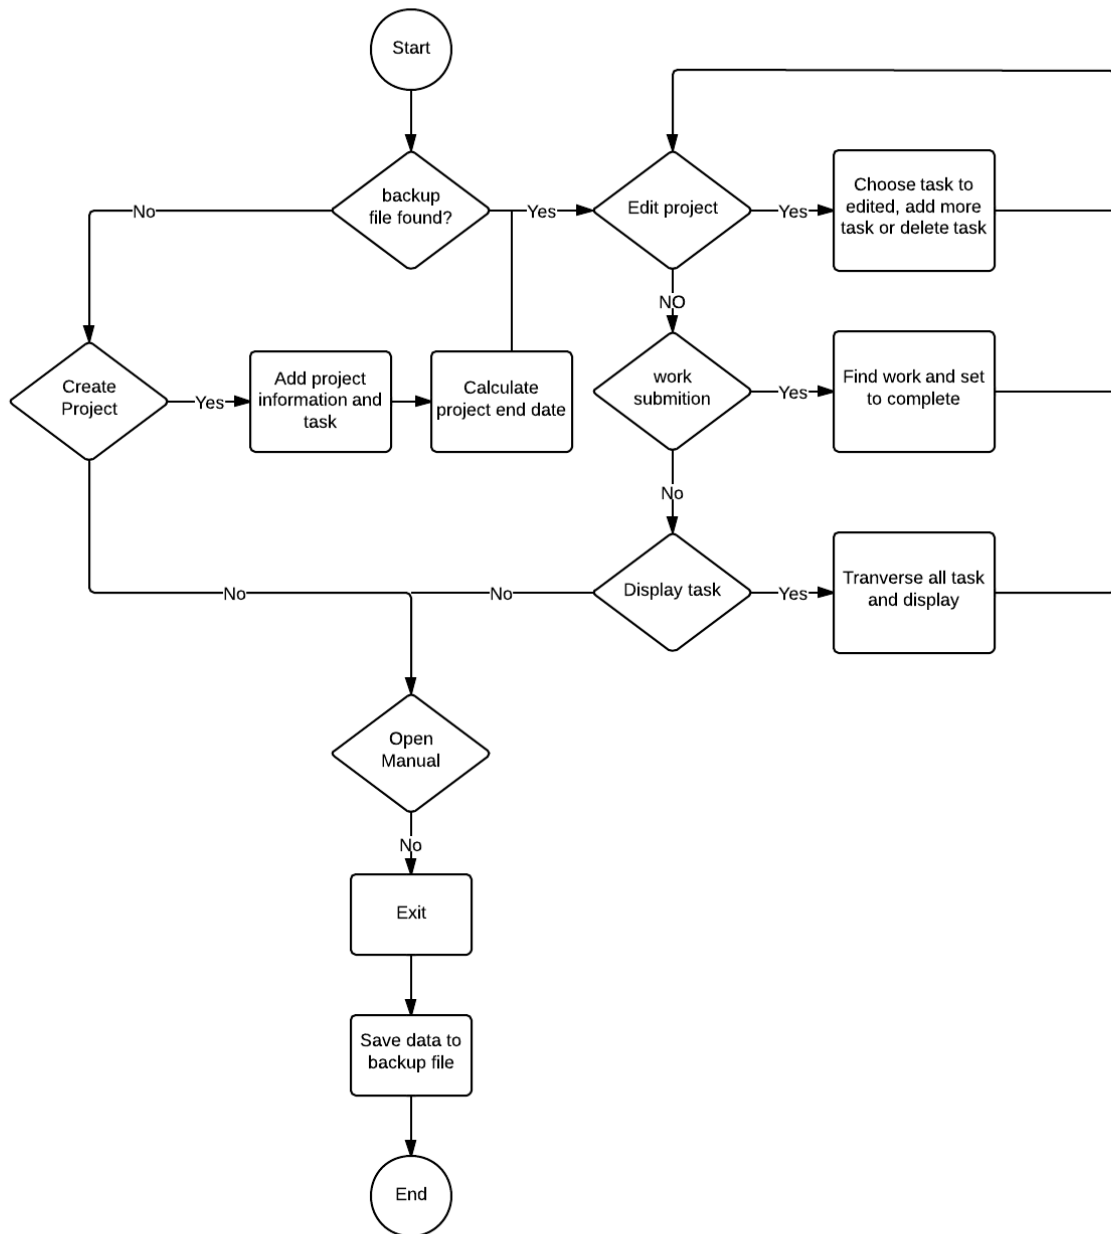 Start
backup
file found?
No
Yes
Edit project
Yes
Choose task to
edited, add more
task or delete task
NO
Create
Project
Yes
Add project
information and
task
Calculate
project end date
work
submition
Yes
Find work and set
to complete
No
No
No
Display task
Yes
Tranverse all task
and display
Open
Manual
No
Exit
Save data to
backup file
End